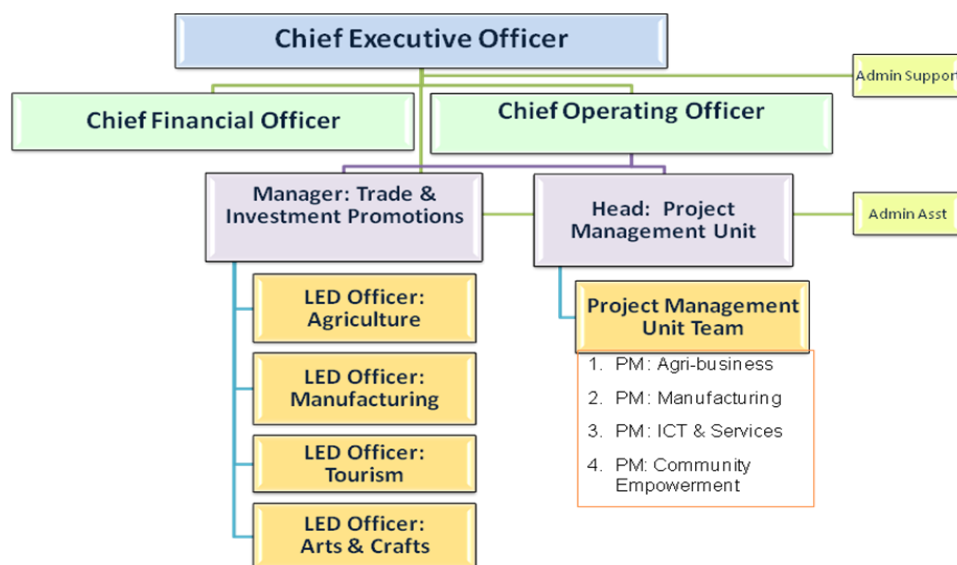 Chief Executive Officer
Admin Support
Chief Financial Officer
Chief Operating Officer
Manager: Trade &
Investment Promotions
Head: Project
Management Unit
Admin Asst
LED Officer:
Agriculture
LED Officer:
Manufacturing
LED Officer:
Tourism
LED Officer:
Arts & Crafts
Project Management
Unit Team
1. PM: Agri-business
2. PM: Manufacturing
3. PM: ICT & Services
4. PM: Community
Empowerment